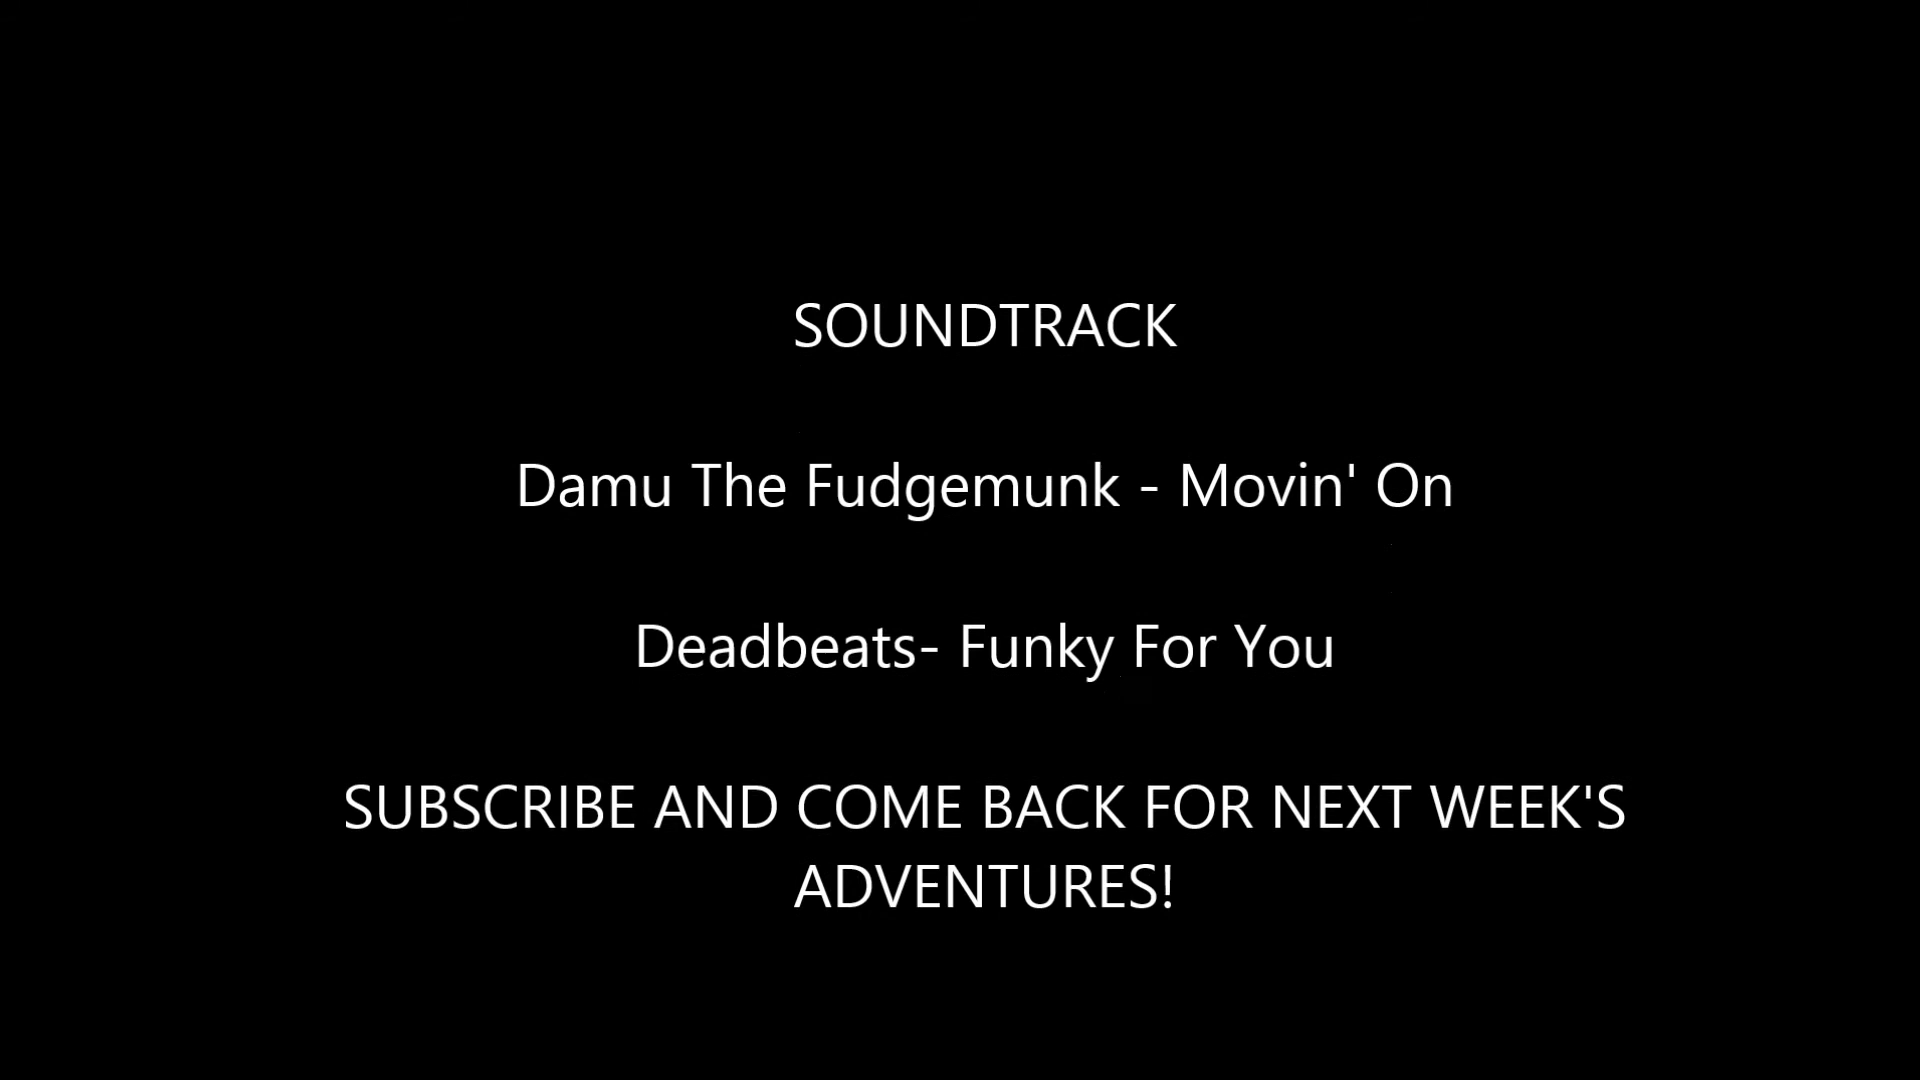 SOUNDTRACK
Damu The Fudgemunk - Movin' On
Deadbeats- Funky For You
SUBSCRIBE AND COME BACK FOR NEXT WEEK'S
ADVENTURES!